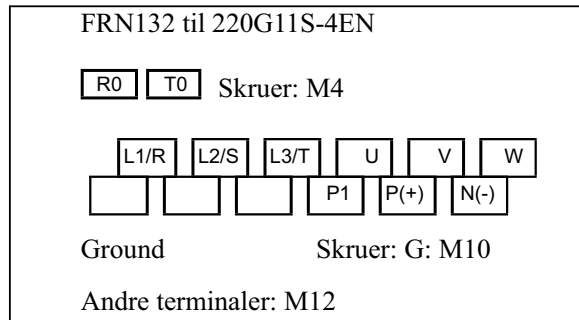 FRN132 til 220G11S-4EN
R0 T0 Skruer: M4
L1/R L2/S L3/T U V W
P1 P(+) N(-)
Ground Skruer: G: M10
Andre terminaler: M12